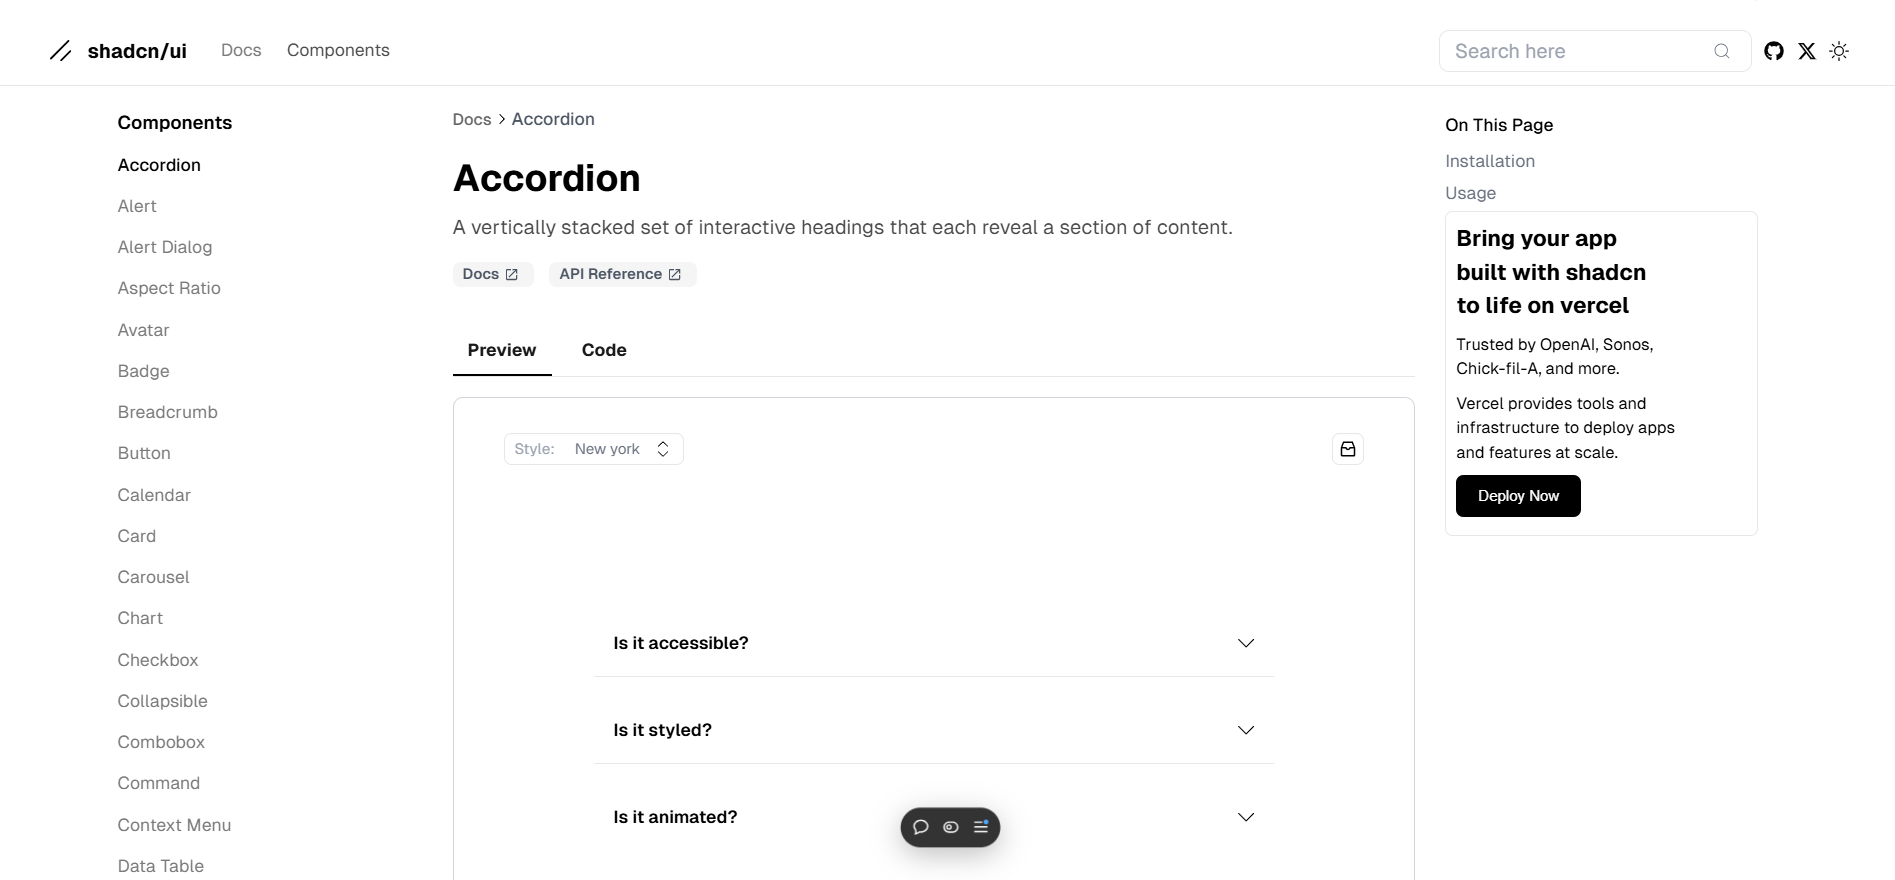 shadcn/ui
Docs
Components
Search here
Components
Accordion
Alert
Alert Dialog
Aspect Ratio
Avatar
Badge
Breadcrumb
Button
Calendar
Card
Carousel
Chart
Checkbox
Collapsible
Combobox
Command
Context Menu
Data Table
Docs > Accordion
Accordion
A vertically stacked set of interactive headings that each reveal a section of content.
Docs
API Reference
Preview
Code
Style: New york
Is it accessible?
Is it styled?
Is it animated?
On This Page
Installation
Usage
Bring your app
built with shadcn
to life on vercel
Trusted by OpenAI, Sonos,
Chick-fil-A, and more.
Vercel provides tools and
infrastructure to deploy apps
and features at scale.
Deploy Now